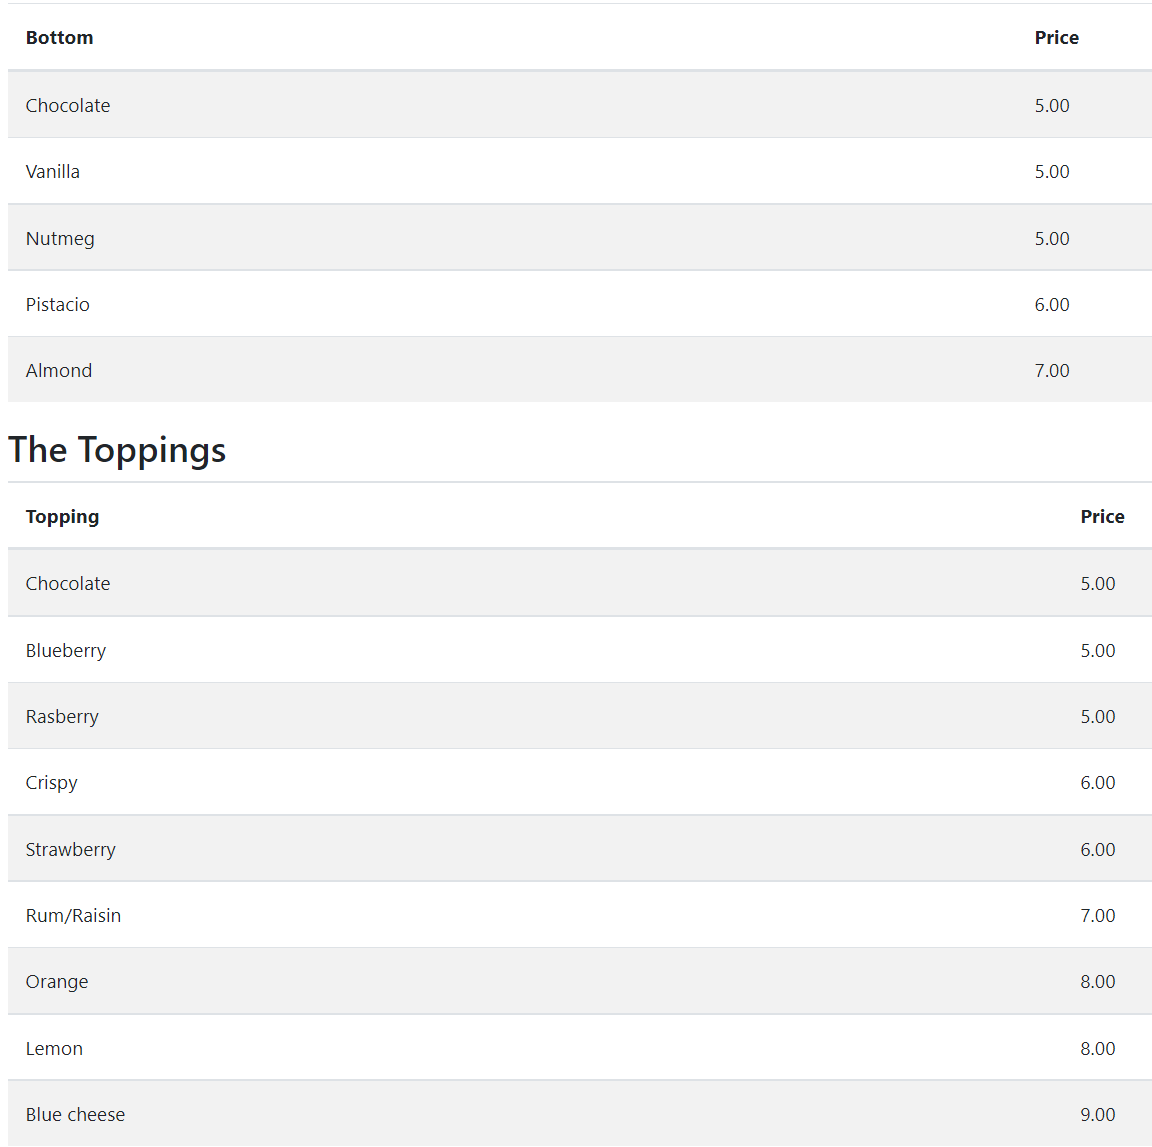 Bottom Price
Chocolate 5.00
Vanilla 5.00
Nutmeg 5.00
Pistacio 6.00
Almond 7.00
The Toppings
Topping Price
Chocolate 5.00
Blueberry 5.00
Rasberry 5.00
Crispy 6.00
Strawberry 6.00
Rum/Raisin 7.00
Orange 8.00
Lemon 8.00
Blue cheese 9.00